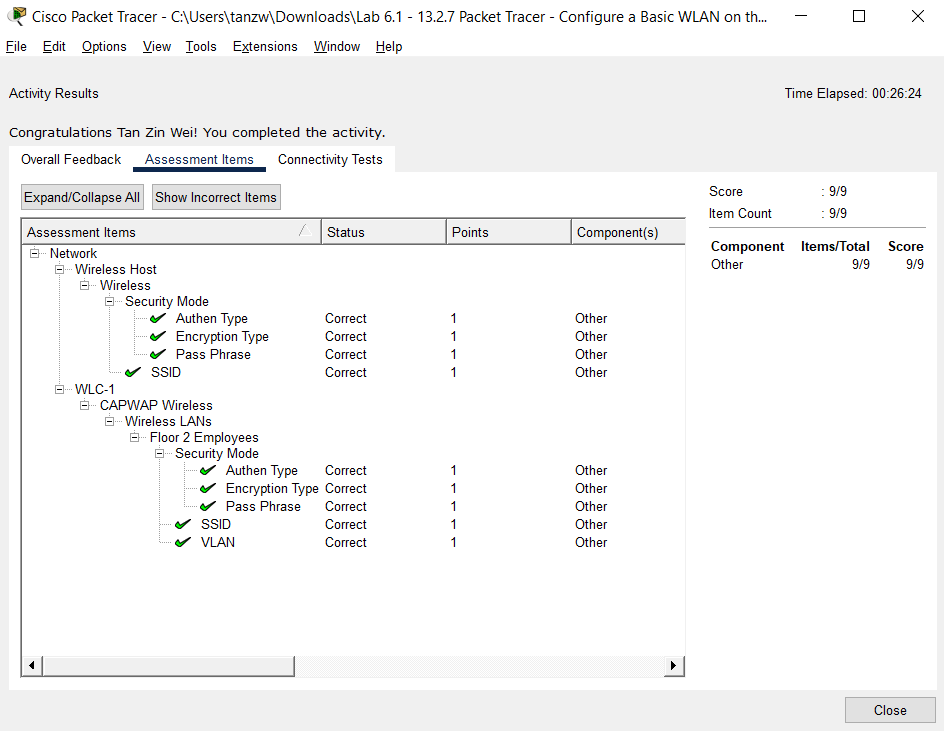 Cisco Packet Tracer - C:\Users\tanzw\Downloads\Lab 6.1 - 13.2.7 Packet Tracer - Configure a Basic WLAN on th...
File Edit Options View Tools Extensions Window Help
Activity Results Time Elapsed: 00:26:24
Congratulations Tan Zin Wei! You completed the activity.
Overall Feedback Assessment Items Connectivity Tests
Expand/Collapse All Show Incorrect Items
Score : 9/9
Item Count : 9/9
Component Items/Total Score
Other 9/9 9/9
Assessment Items Status Points Component(s)
Network
Wireless Host
Wireless
Security Mode
Authen Type Correct 1 Other
Encryption Type Correct 1 Other
Pass Phrase Correct 1 Other
SSID Correct 1 Other
WLC-1
CAPWAP Wireless
Wireless LANs
Floor 2 Employees
Security Mode
Authen Type Correct 1 Other
Encryption Type Correct 1 Other
Pass Phrase Correct 1 Other
SSID Correct 1 Other
VLAN Correct 1 Other
Close